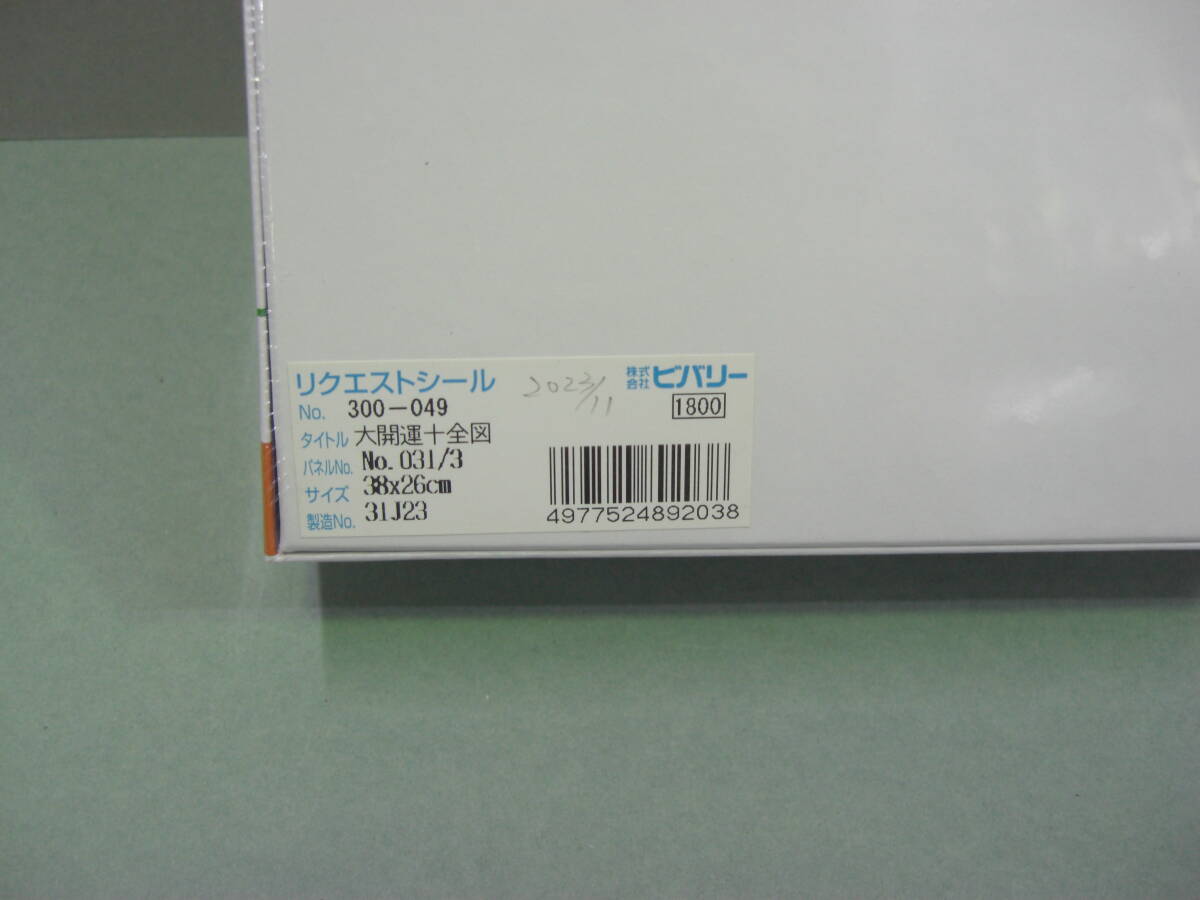 リクエストシール 2023/11 株式会社 ビバリー
No. 300-049 1800
タイトル 大開運十全図
パネルNo. No.031/3
サイズ 38x26cm
製造No. 31J23
4977524892038